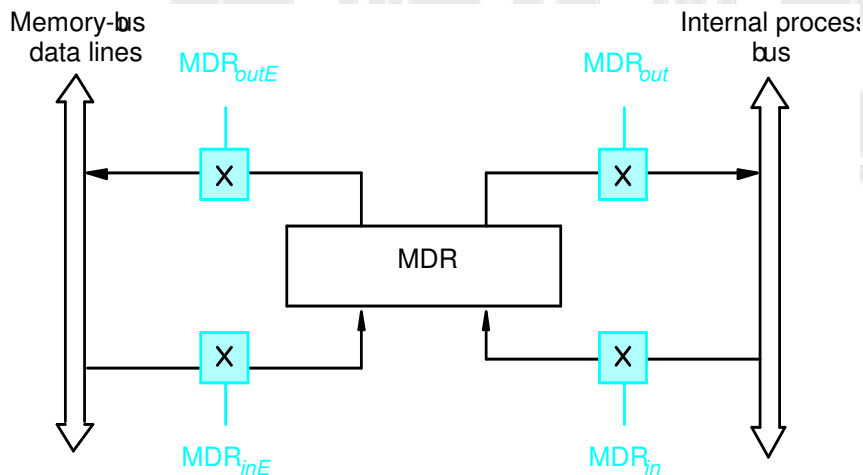 Memory-bus
data lines
Internal process
bus
MDRoutE
MDRout
X
X
MDR
X
X
MDRinE
MDRin